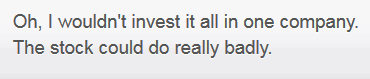 Oh, I wouldn't invest it all in one company.
The stock could do really badly.